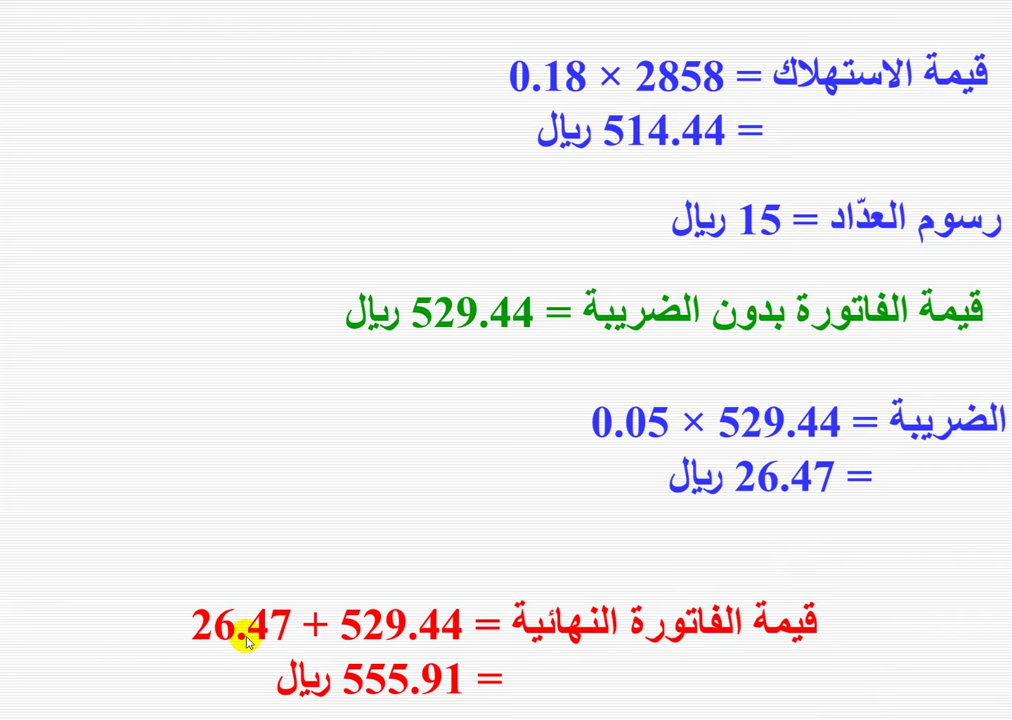 قيمة الاستهلاك = 2858 × 0.18
= 514.44 ريال
رسوم العدّاد = 15 ريال
قيمة الفاتورة بدون الضريبة = 529.44 ريال
الضريبة = 529.44 × 0.05
= 26.47 ريال
قيمة الفاتورة النهائية = 529.44 + 26.47
= 555.91 ريال